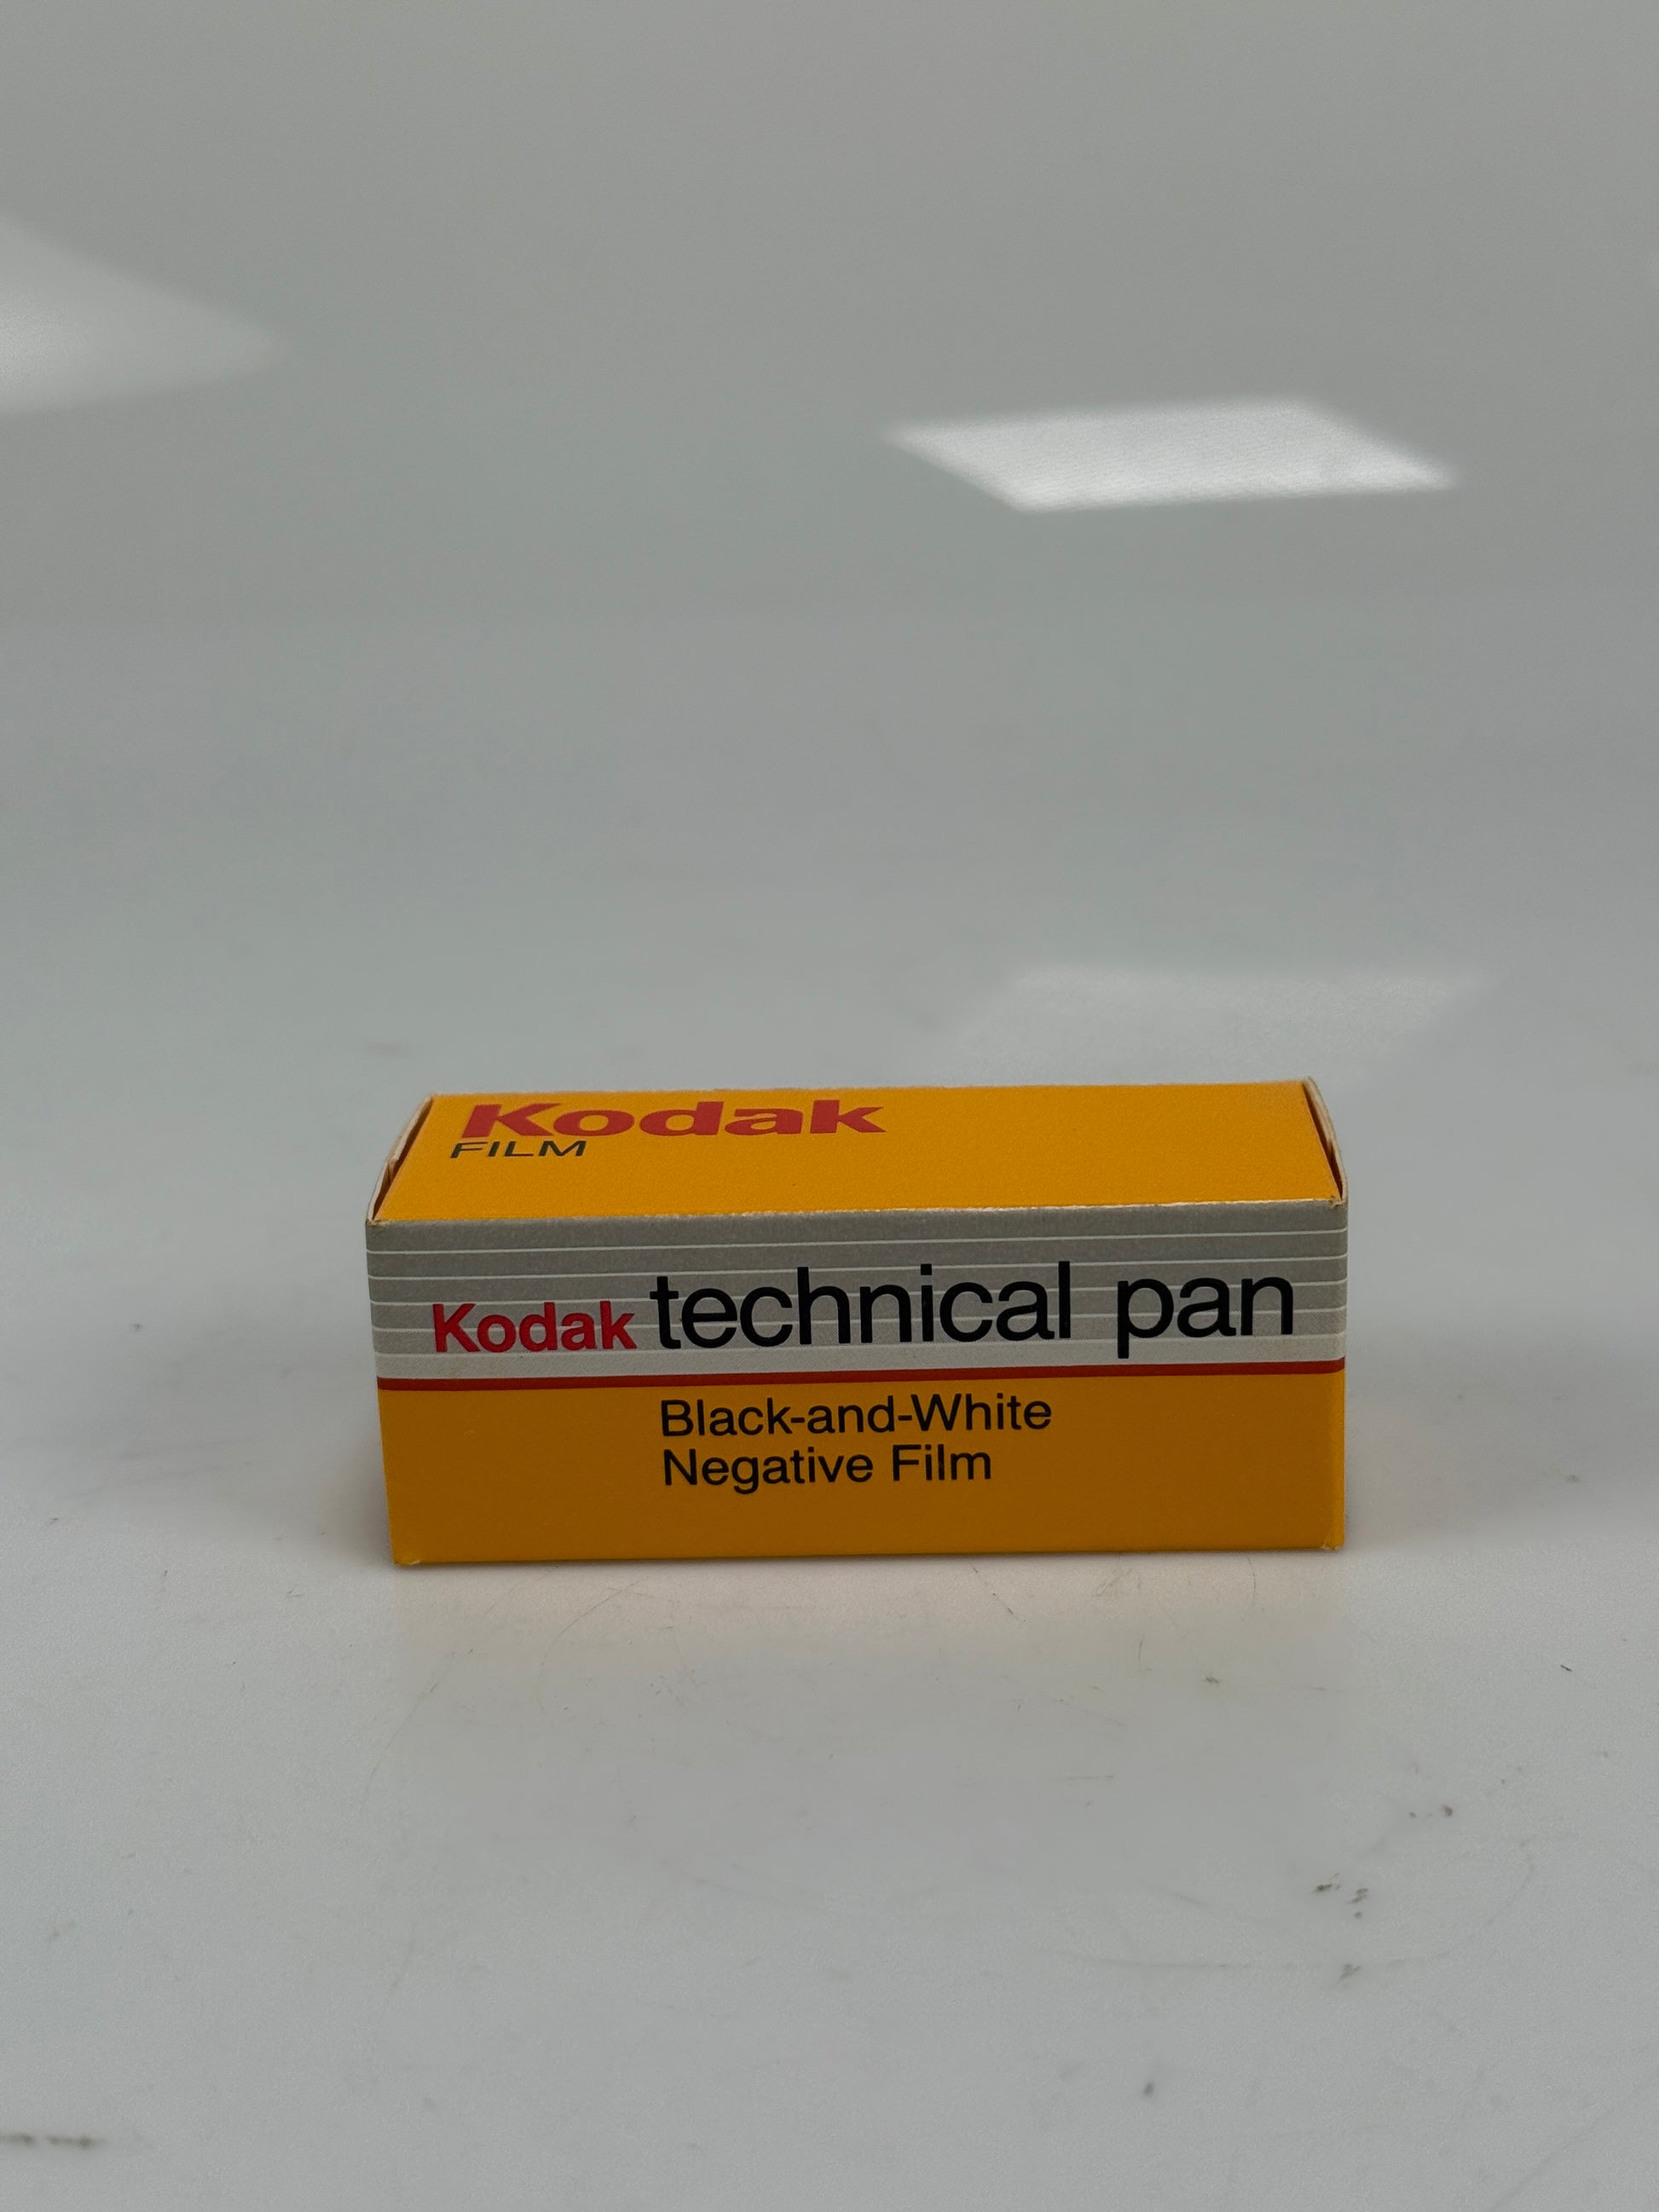 Kodak
FILM
Kodak technical pan
Black-and-White
Negative Film